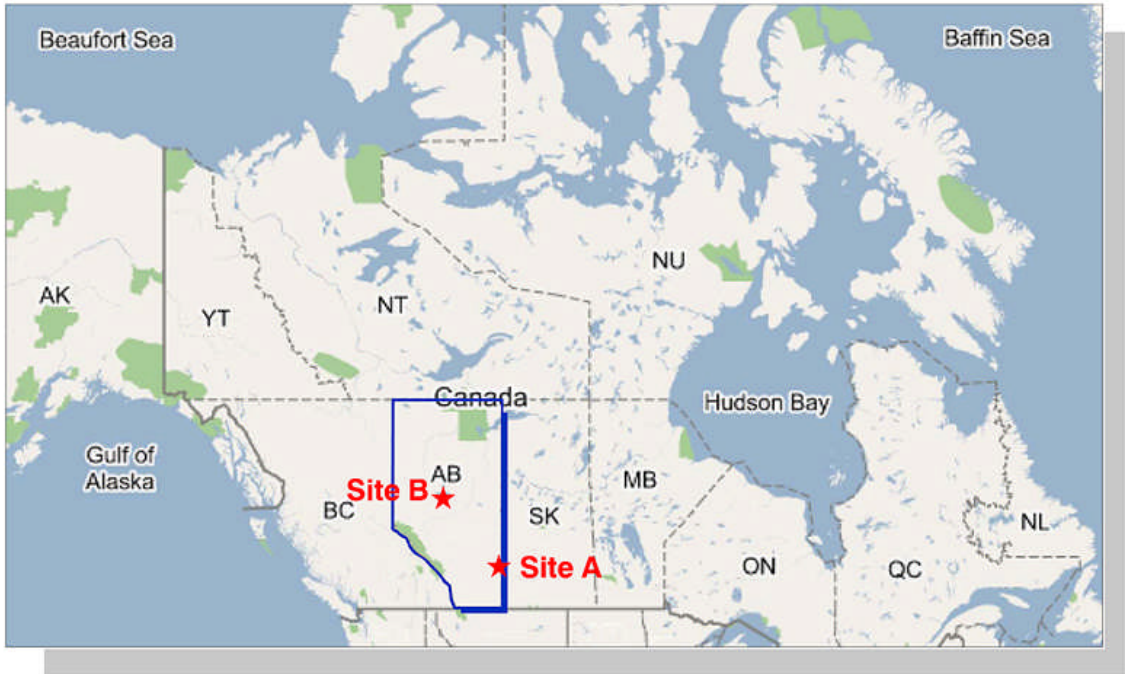 Beaufort Sea
Baffin Sea
NU
AK
NT
YT
Canada
Hudson Bay
Gulf of
Alaska
AB
MB
Site B
BC
SK
NL
Site A
ON
QC